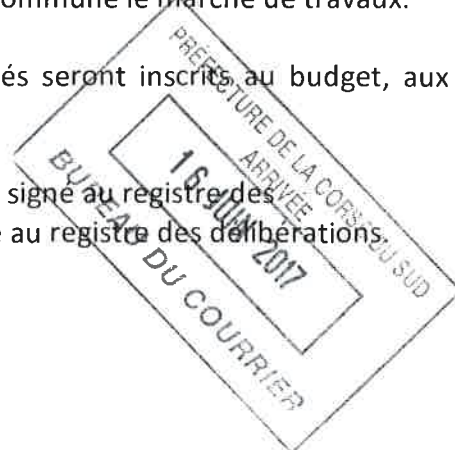 ommune le marché de travaux.
és seront inscrits au budget, aux
signé au registre des
au registre des délibérations.
PRÉFECTURE DE LA CORSE DU SUD
ARRIVÉE
16 JUIN 2017
BUREAU DU COURRIER